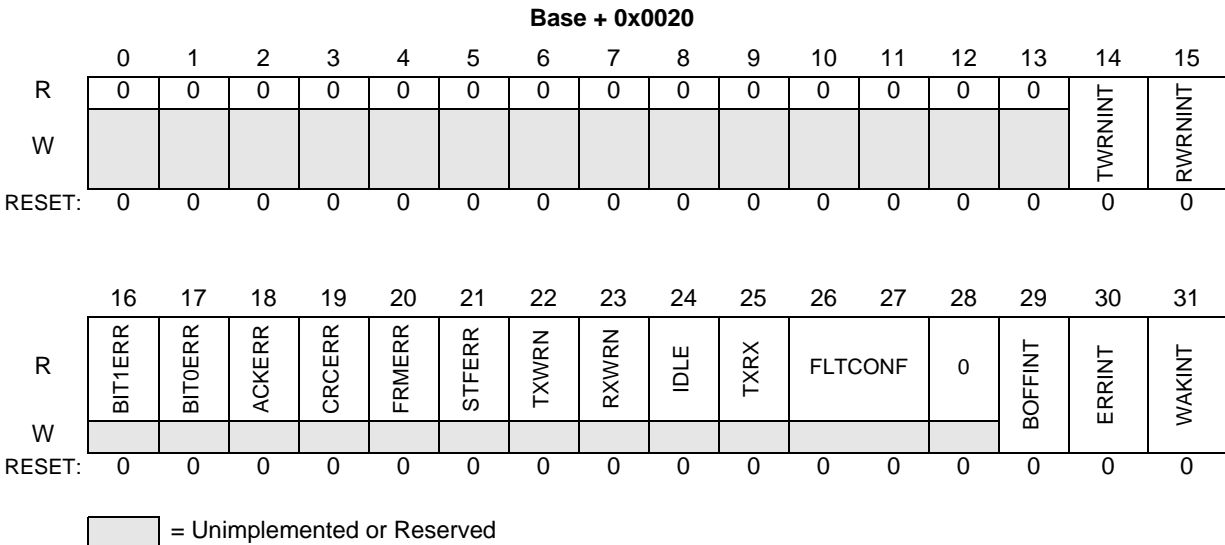 Base + 0x0020
0 1 2 3 4 5 6 7 8 9 10 11 12 13 14 15
R 0 0 0 0 0 0 0 0 0 0 0 0 0 0 TWRNINT RWRNINT
W
RESET: 0 0 0 0 0 0 0 0 0 0 0 0 0 0 0 0
16 17 18 19 20 21 22 23 24 25 26 27 28 29 30 31
R BIT1ERR BIT0ERR ACKERR CRCERR FRMERR STFERR TXWRN RXWRN IDLE TXRX FLTCONF 0 BOFFINT ERRINT WAKINT
W
RESET: 0 0 0 0 0 0 0 0 0 0 0 0 0 0 0 0
= Unimplemented or Reserved